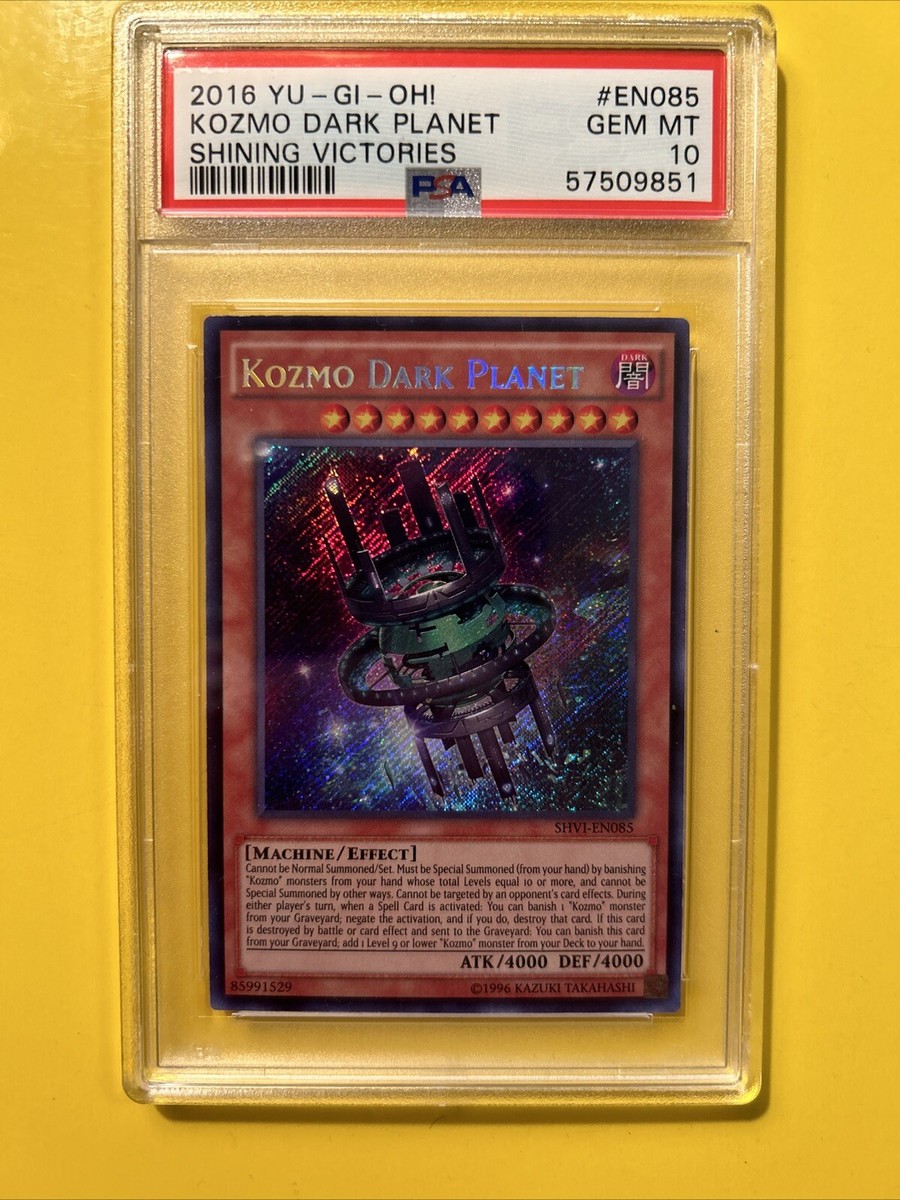 2016 YU-GI-OH! #EN085
KOZMO DARK PLANET GEM MT
SHINING VICTORIES 10
PSA 57509851
KOZMO DARK PLANET
DARK
闇
SHVI-EN085
[MACHINE/EFFECT]
Cannot be Normal Summoned/Set. Must be Special Summoned (from your hand) by banishing
"Kozmo" monsters from your hand whose total Levels equal 10 or more, and cannot be
Special Summoned by other ways. Cannot be targeted by an opponent's card effects. During
either player's turn, when a Spell Card is activated: You can banish 1 "Kozmo" monster
from your Graveyard; negate the activation, and if you do, destroy that card. If this card
is destroyed by battle or card effect and sent to the Graveyard: You can banish this card
from your Graveyard; add 1 Level 9 or lower "Kozmo" monster from your Deck to your hand.
ATK/4000 DEF/4000
85991529 ©1996 KAZUKI TAKAHASHI